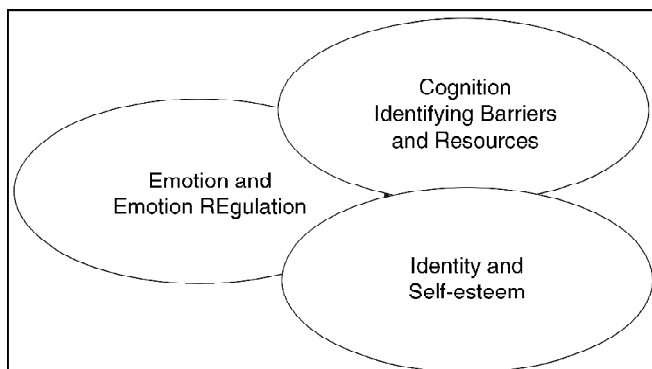 Cognition
Identifying Barriers
and Resources
Emotion and
Emotion REgulation
Identity and
Self-esteem